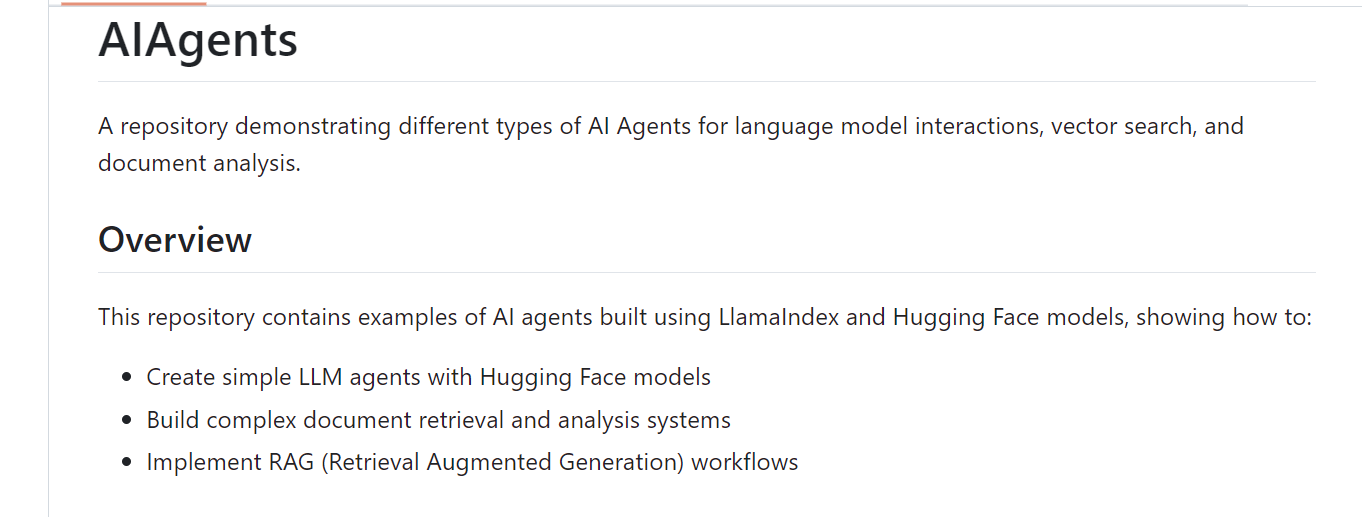 AIAgents
A repository demonstrating different types of AI Agents for language model interactions, vector search, and
document analysis.
Overview
This repository contains examples of AI agents built using LlamaIndex and Hugging Face models, showing how to:
Create simple LLM agents with Hugging Face models
Build complex document retrieval and analysis systems
Implement RAG (Retrieval Augmented Generation) workflows